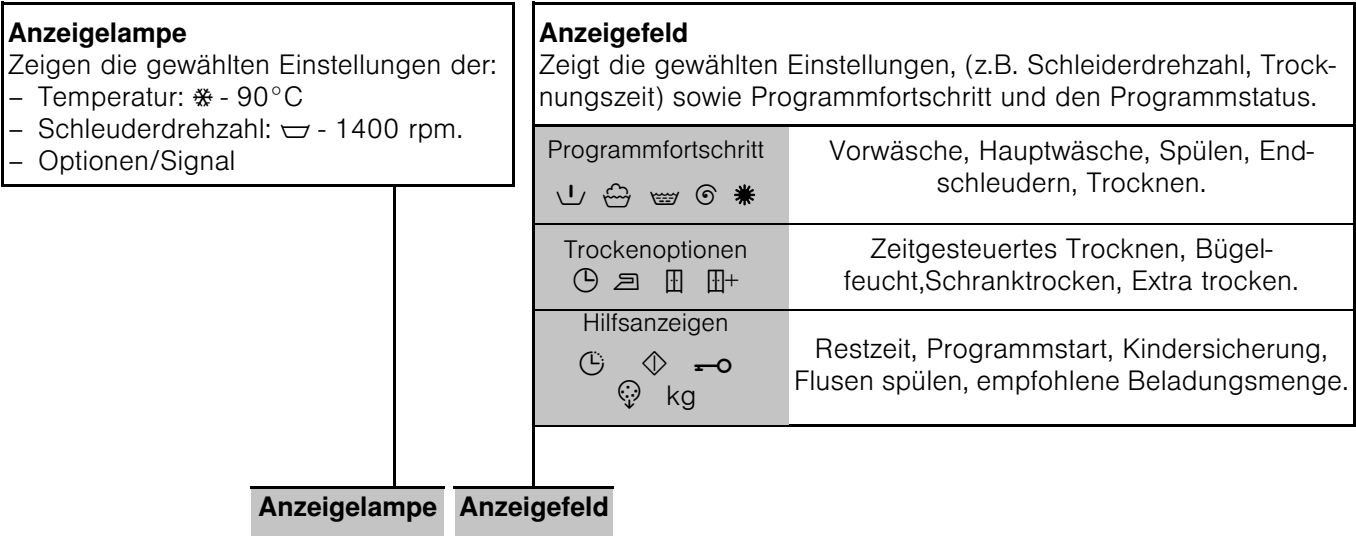 Anzeigelampe
Zeigen die gewählten Einstellungen der:
– Temperatur: ❄ - 90°C
– Schleuderdrehzahl: - 1400 rpm.
– Optionen/Signal
Anzeigefeld
Zeigt die gewählten Einstellungen, (z.B. Schleiderdrehzahl, Trock-
nungszeit) sowie Programmfortschritt und den Programmstatus.
Programmfortschritt
Vorwäsche, Hauptwäsche, Spülen, End-
schleudern, Trocknen.
Trockenoptionen
+
Zeitgesteuertes Trocknen, Bügel-
feucht,Schranktrocken, Extra trocken.
Hilfsanzeigen
kg
Restzeit, Programmstart, Kindersicherung,
Flusen spülen, empfohlene Beladungsmenge.
Anzeigelampe
Anzeigefeld